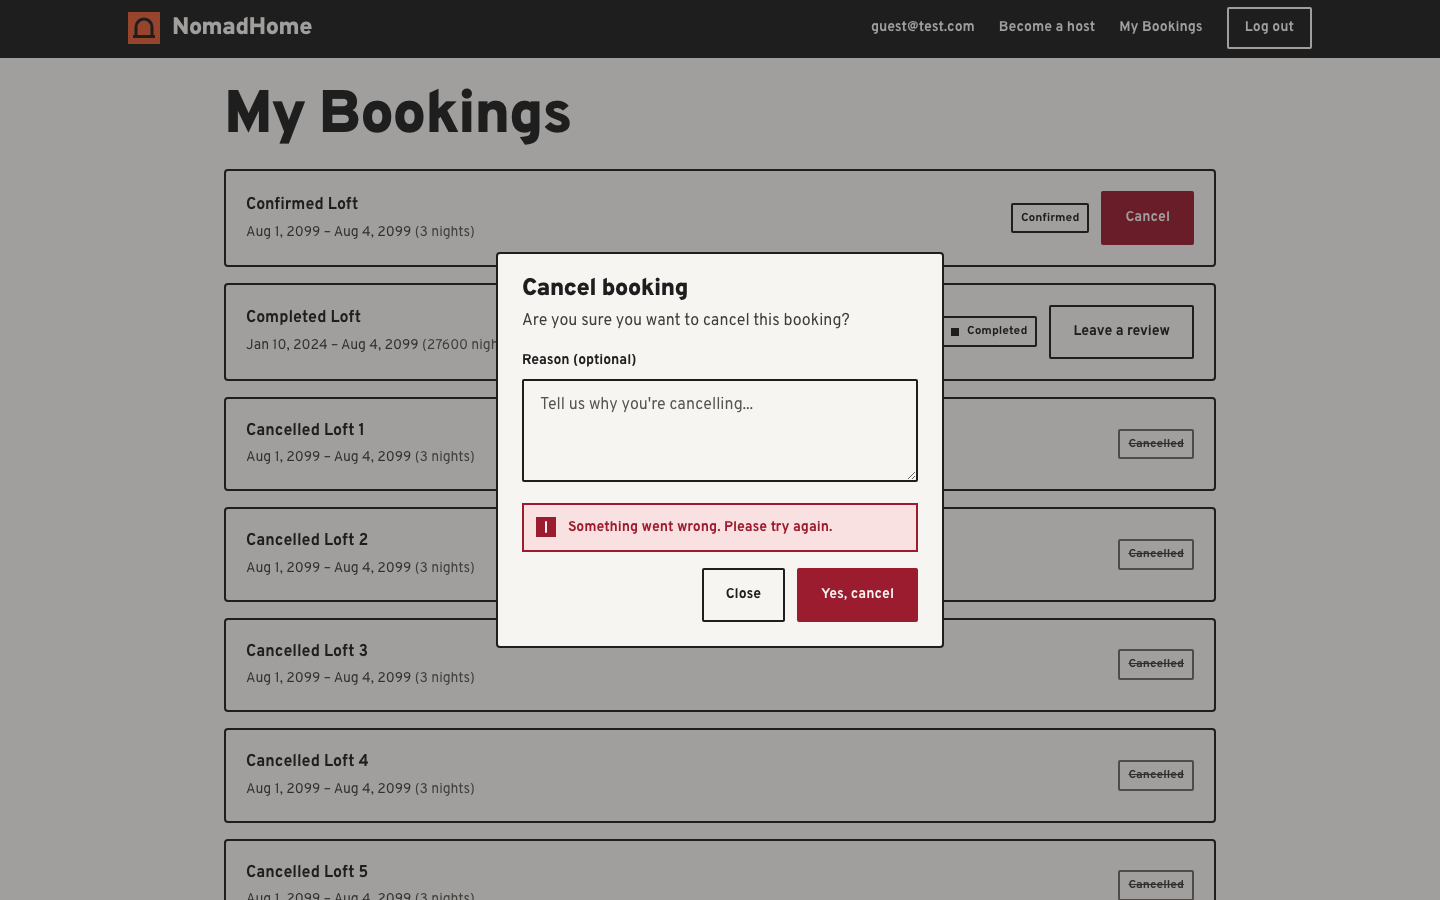 NomadHome
guest@test.com
Become a host
My Bookings
Log out
My Bookings
Confirmed Loft
Aug 1, 2099 – Aug 4, 2099 (3 nights)
Confirmed
Cancel
Completed Loft
Jan 10, 2024 – Aug 4, 2099 (27600 nigh
Completed
Leave a review
Cancel booking
Are you sure you want to cancel this booking?
Reason (optional)
Tell us why you're cancelling...
Something went wrong. Please try again.
Close
Yes, cancel
Cancelled Loft 1
Aug 1, 2099 – Aug 4, 2099 (3 nights)
Cancelled
Cancelled Loft 2
Aug 1, 2099 – Aug 4, 2099 (3 nights)
Cancelled
Cancelled Loft 3
Aug 1, 2099 – Aug 4, 2099 (3 nights)
Cancelled
Cancelled Loft 4
Aug 1, 2099 – Aug 4, 2099 (3 nights)
Cancelled
Cancelled Loft 5
Aug 1, 2099 – Aug 4, 2099 (3 nights)
Cancelled